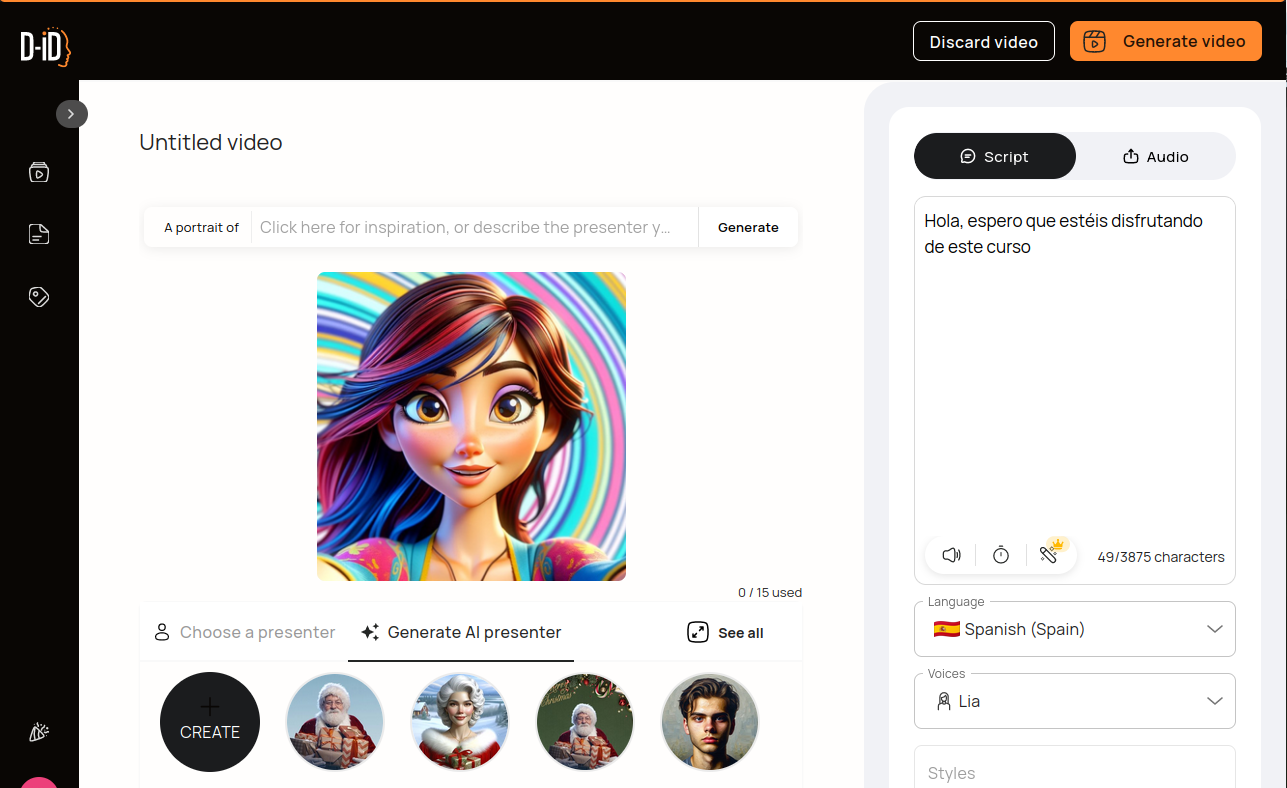 D-iD
Discard video
Generate video
Untitled video
A portrait of
Click here for inspiration, or describe the presenter y...
Generate
0 / 15 used
Choose a presenter
Generate AI presenter
See all
CREATE
Christmas
Script
Audio
Hola, espero que estéis disfrutando
de este curso
49/3875 characters
Language
Spanish (Spain)
Voices
Lia
Styles